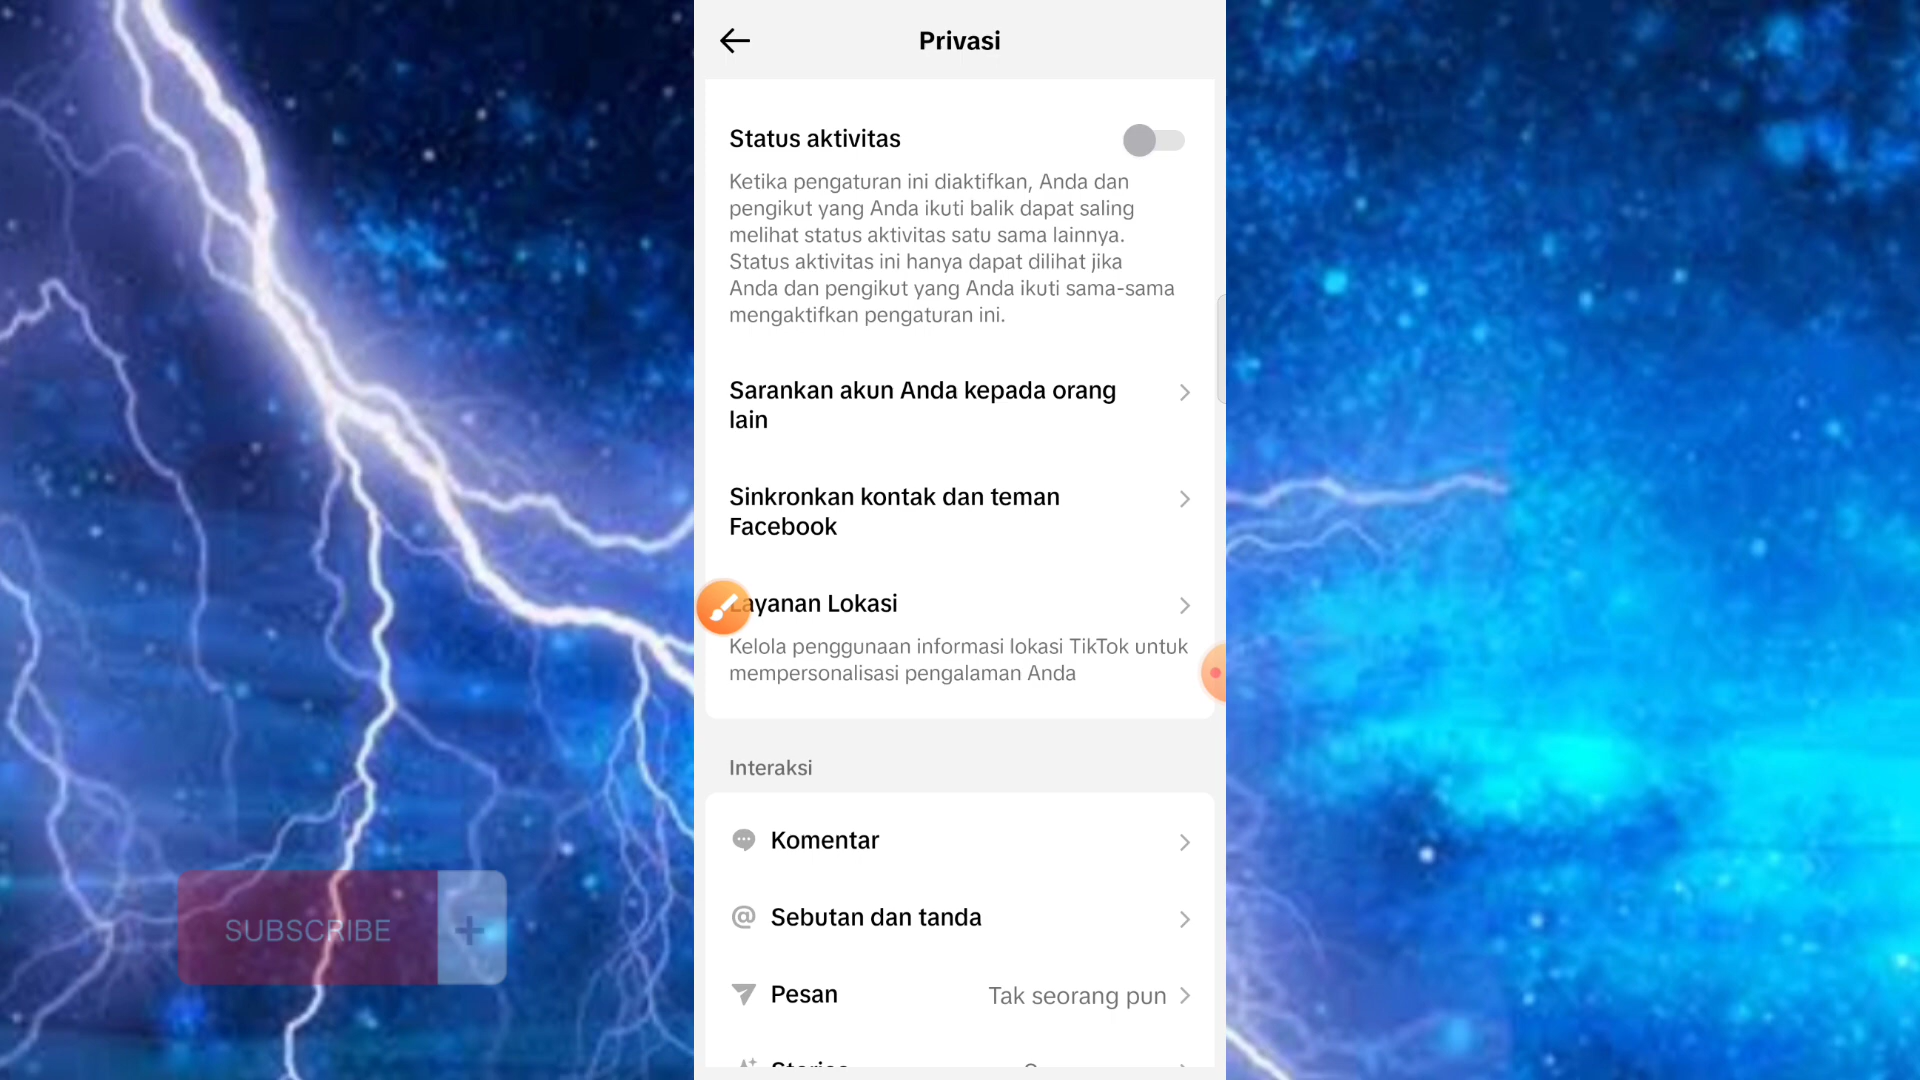 Privasi
Status aktivitas
Ketika pengaturan ini diaktifkan, Anda dan
pengikut yang Anda ikuti balik dapat saling
melihat status aktivitas satu sama lainnya.
Status aktivitas ini hanya dapat dilihat jika
Anda dan pengikut yang Anda ikuti sama-sama
mengaktifkan pengaturan ini.
Sarankan akun Anda kepada orang
lain
Sinkronkan kontak dan teman
Facebook
Layanan Lokasi
Kelola penggunaan informasi lokasi TikTok untuk
mempersonalisasi pengalaman Anda
Interaksi
Komentar
Sebutan dan tanda
Pesan Tak seorang pun
SUBSCRIBE